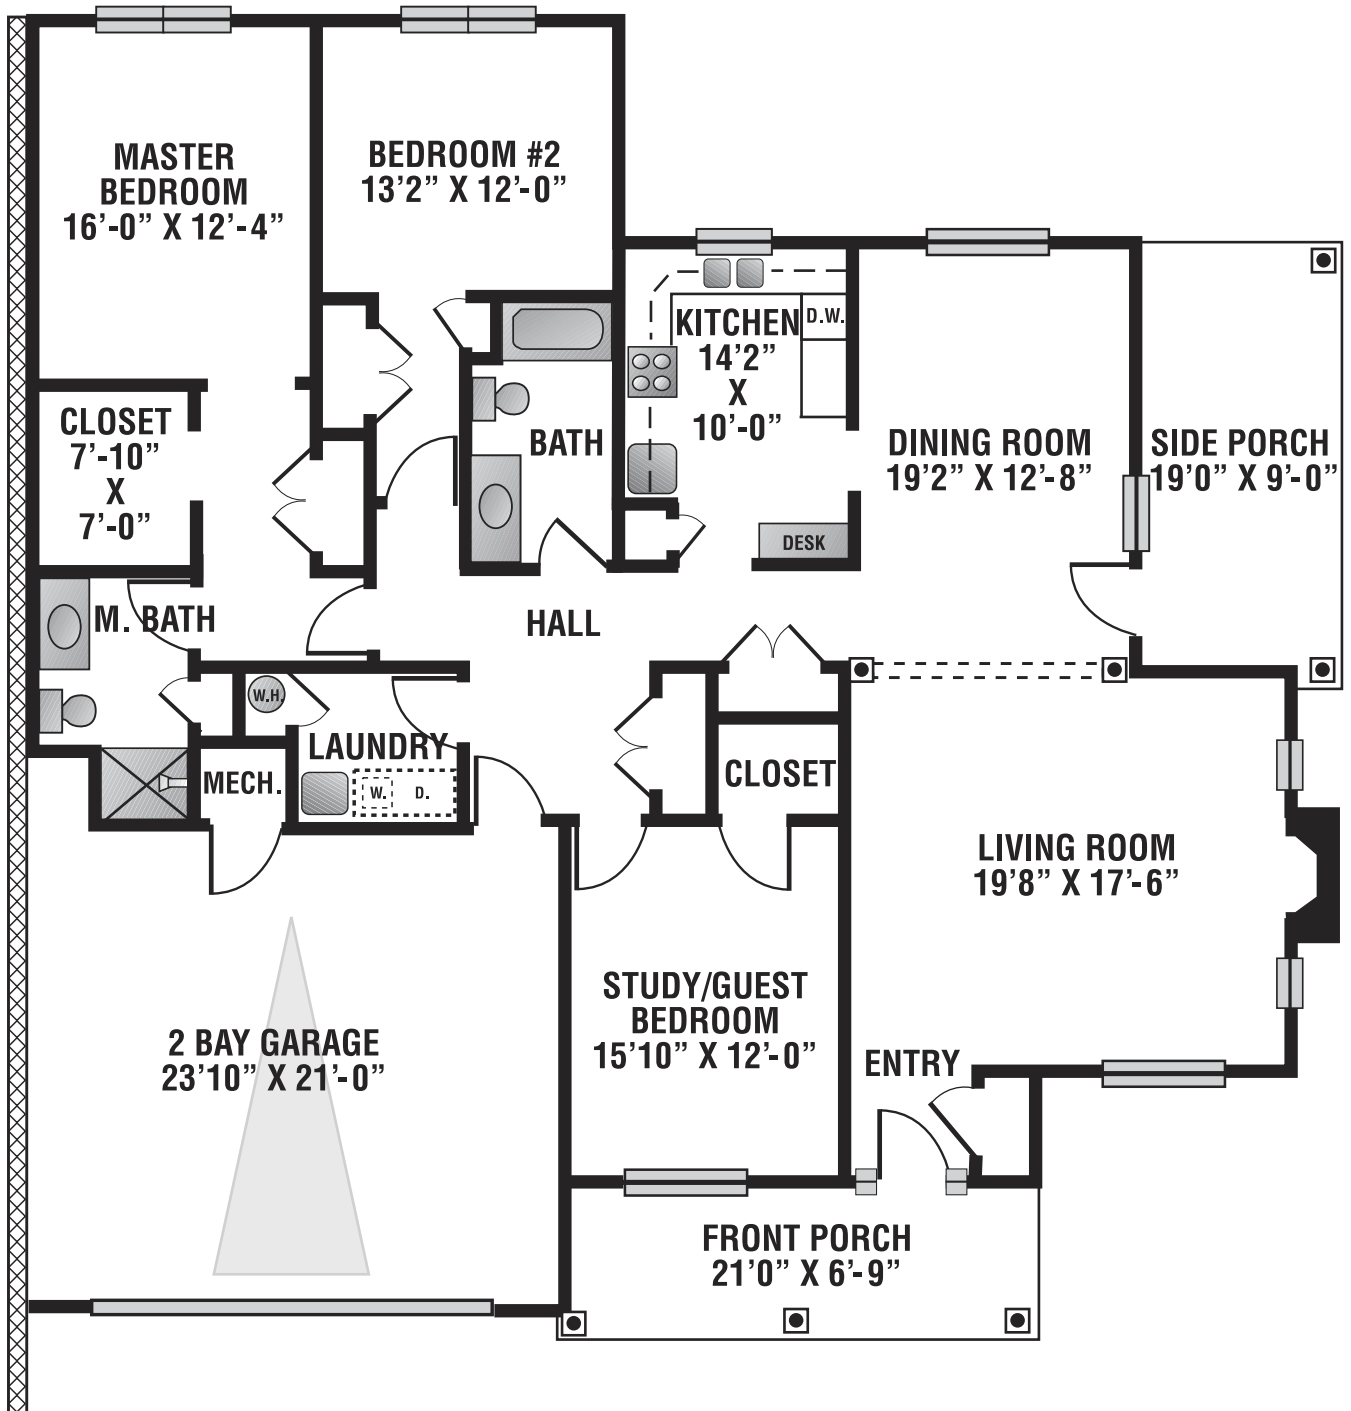 MASTER
BEDROOM
16’-0” X 12’-4”
BEDROOM #2
13’2” X 12’-0”
KITCHEN
14’2”
X
10’-0”
D.W.
CLOSET
7’-10”
X
7’-0”
BATH
DINING ROOM
19’2” X 12’-8”
SIDE PORCH
19’0” X 9’-0”
DESK
M. BATH
HALL
W.H.
LAUNDRY
MECH.
W.
D.
CLOSET
LIVING ROOM
19’8” X 17’-6”
STUDY/GUEST
BEDROOM
15’10” X 12’-0”
2 BAY GARAGE
23’10” X 21’-0”
ENTRY
FRONT PORCH
21’0” X 6’-9”